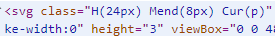 <svg class="H(24px) Mend(8px) Cur(p)"
ke-width:0" height="3" viewBox="0 0 48